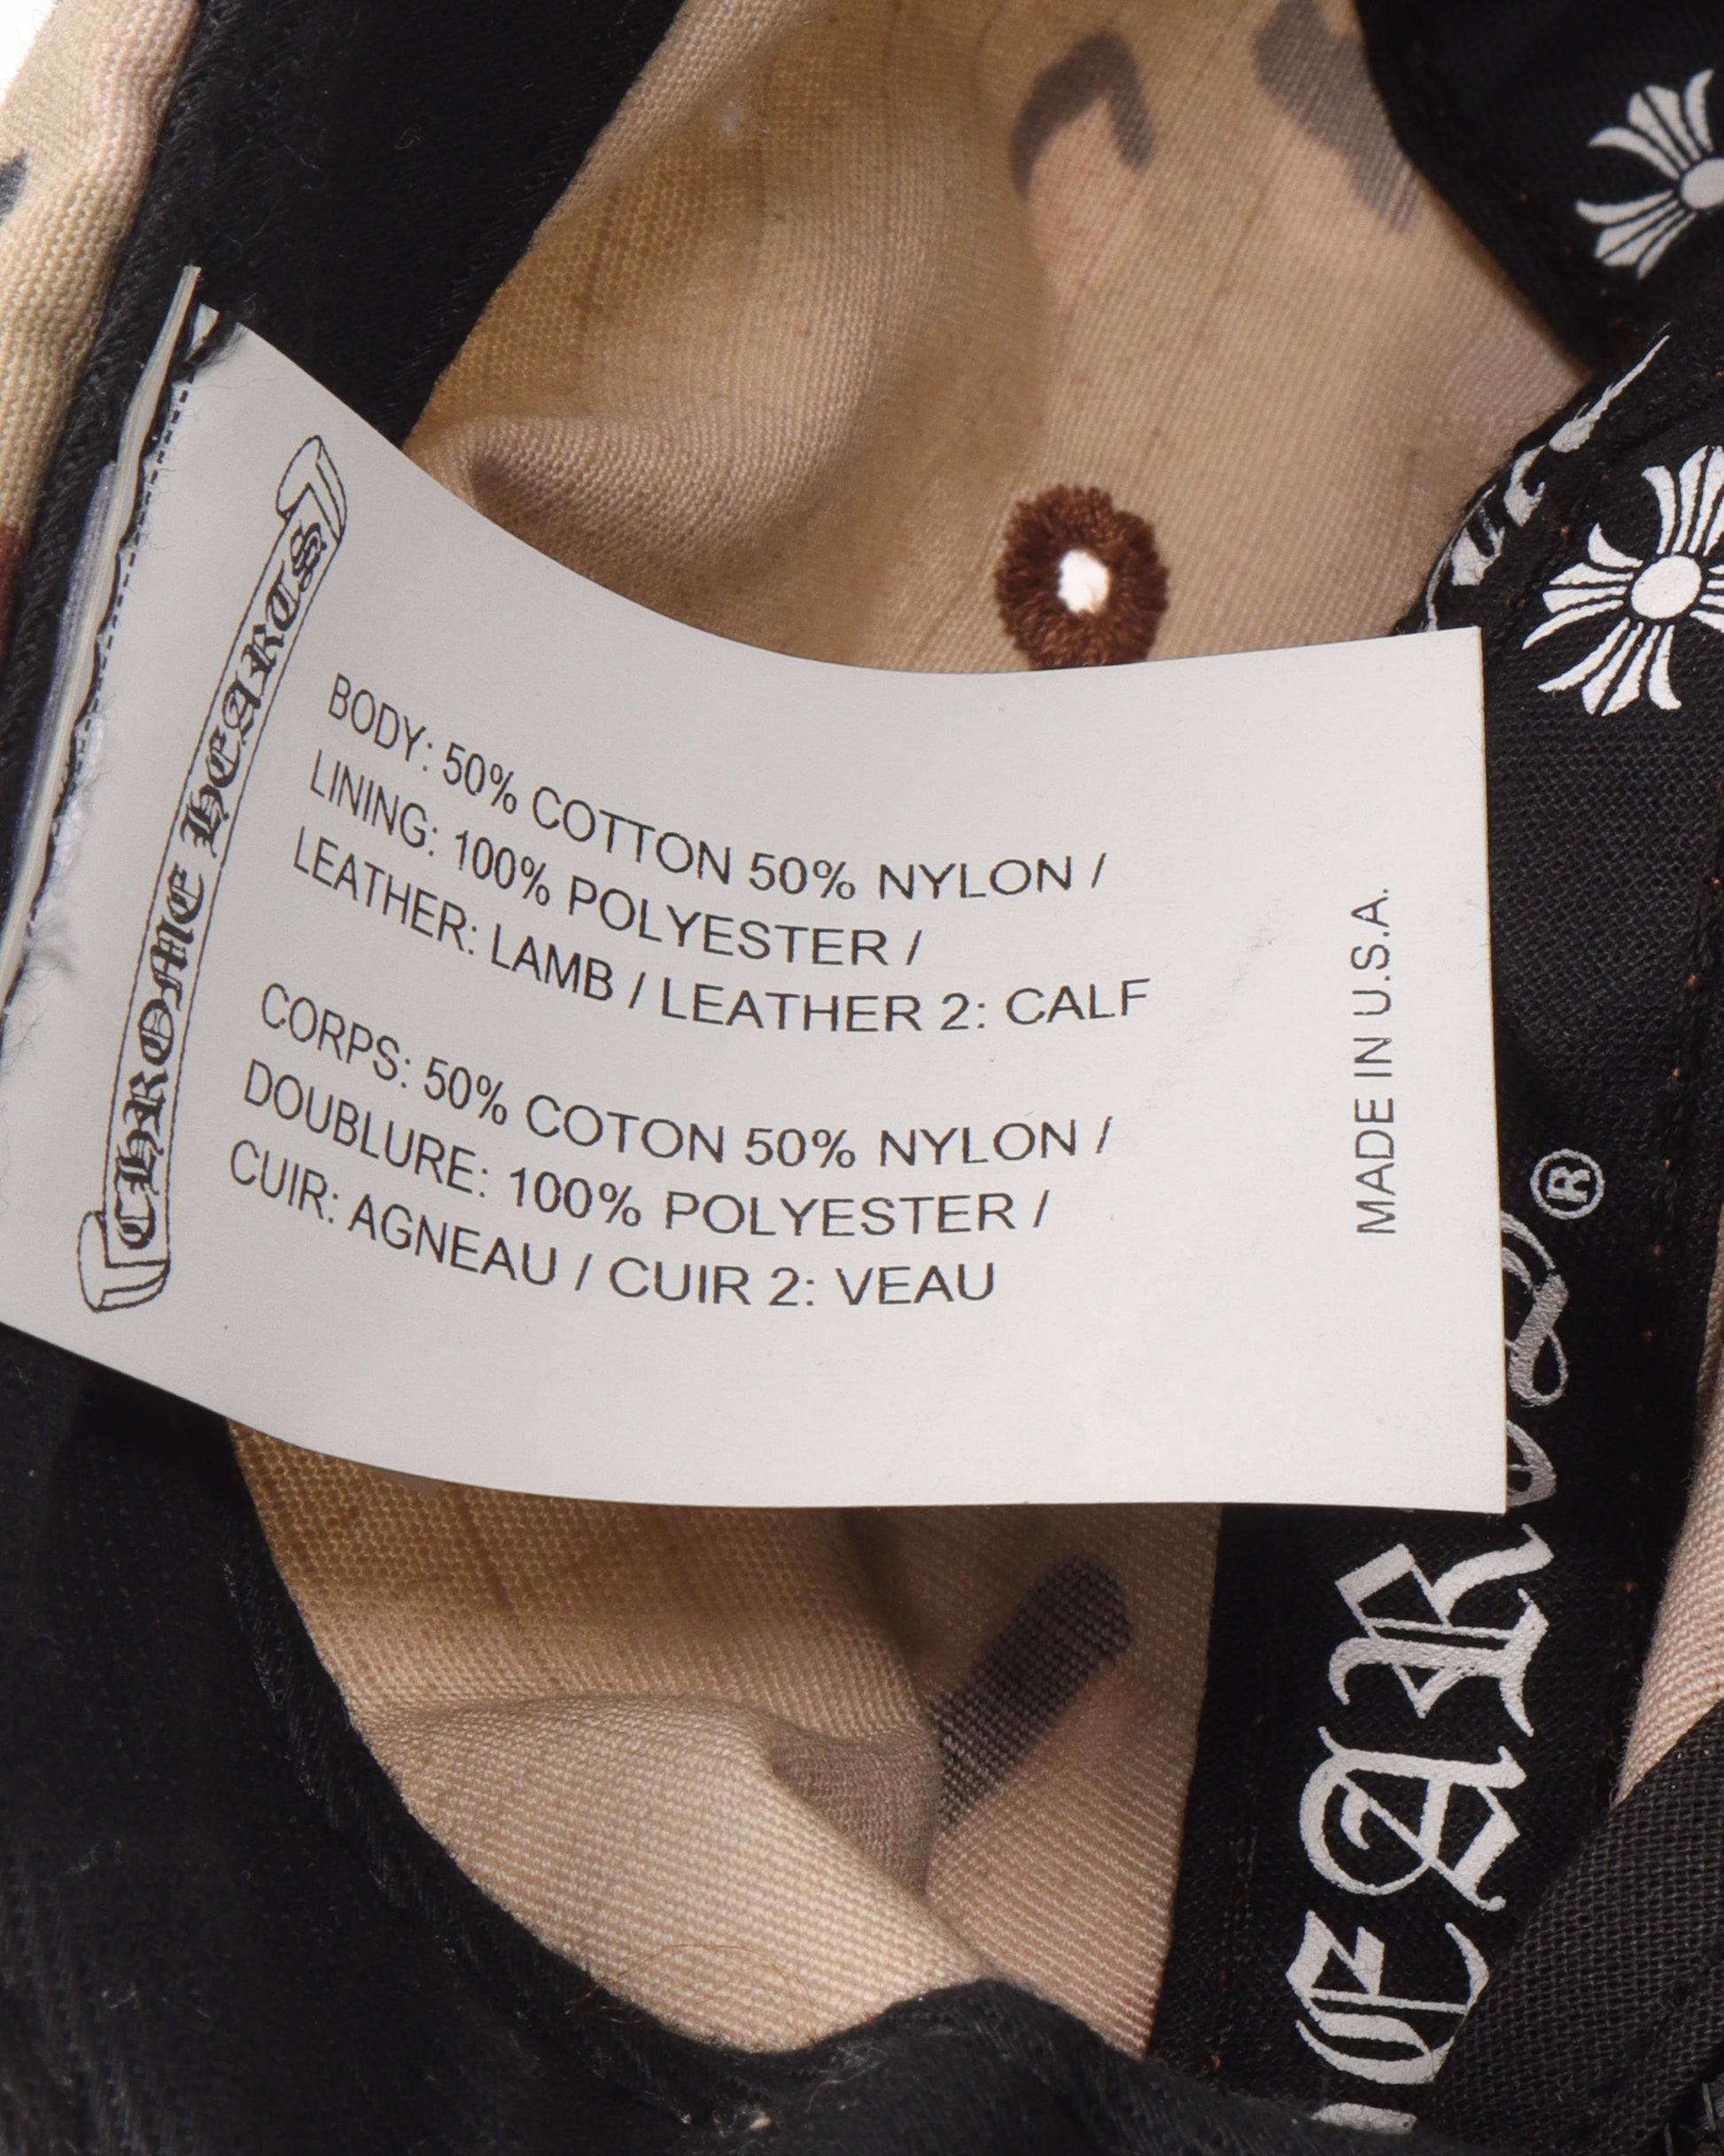 CHROME HEARTS
BODY: 50% COTTON 50% NYLON /
LINING: 100% POLYESTER /
LEATHER: LAMB / LEATHER 2: CALF
CORPS: 50% COTON 50% NYLON /
DOUBLURE: 100% POLYESTER /
CUIR: AGNEAU / CUIR 2: VEAU
MADE IN U.S.A.
EAR
®